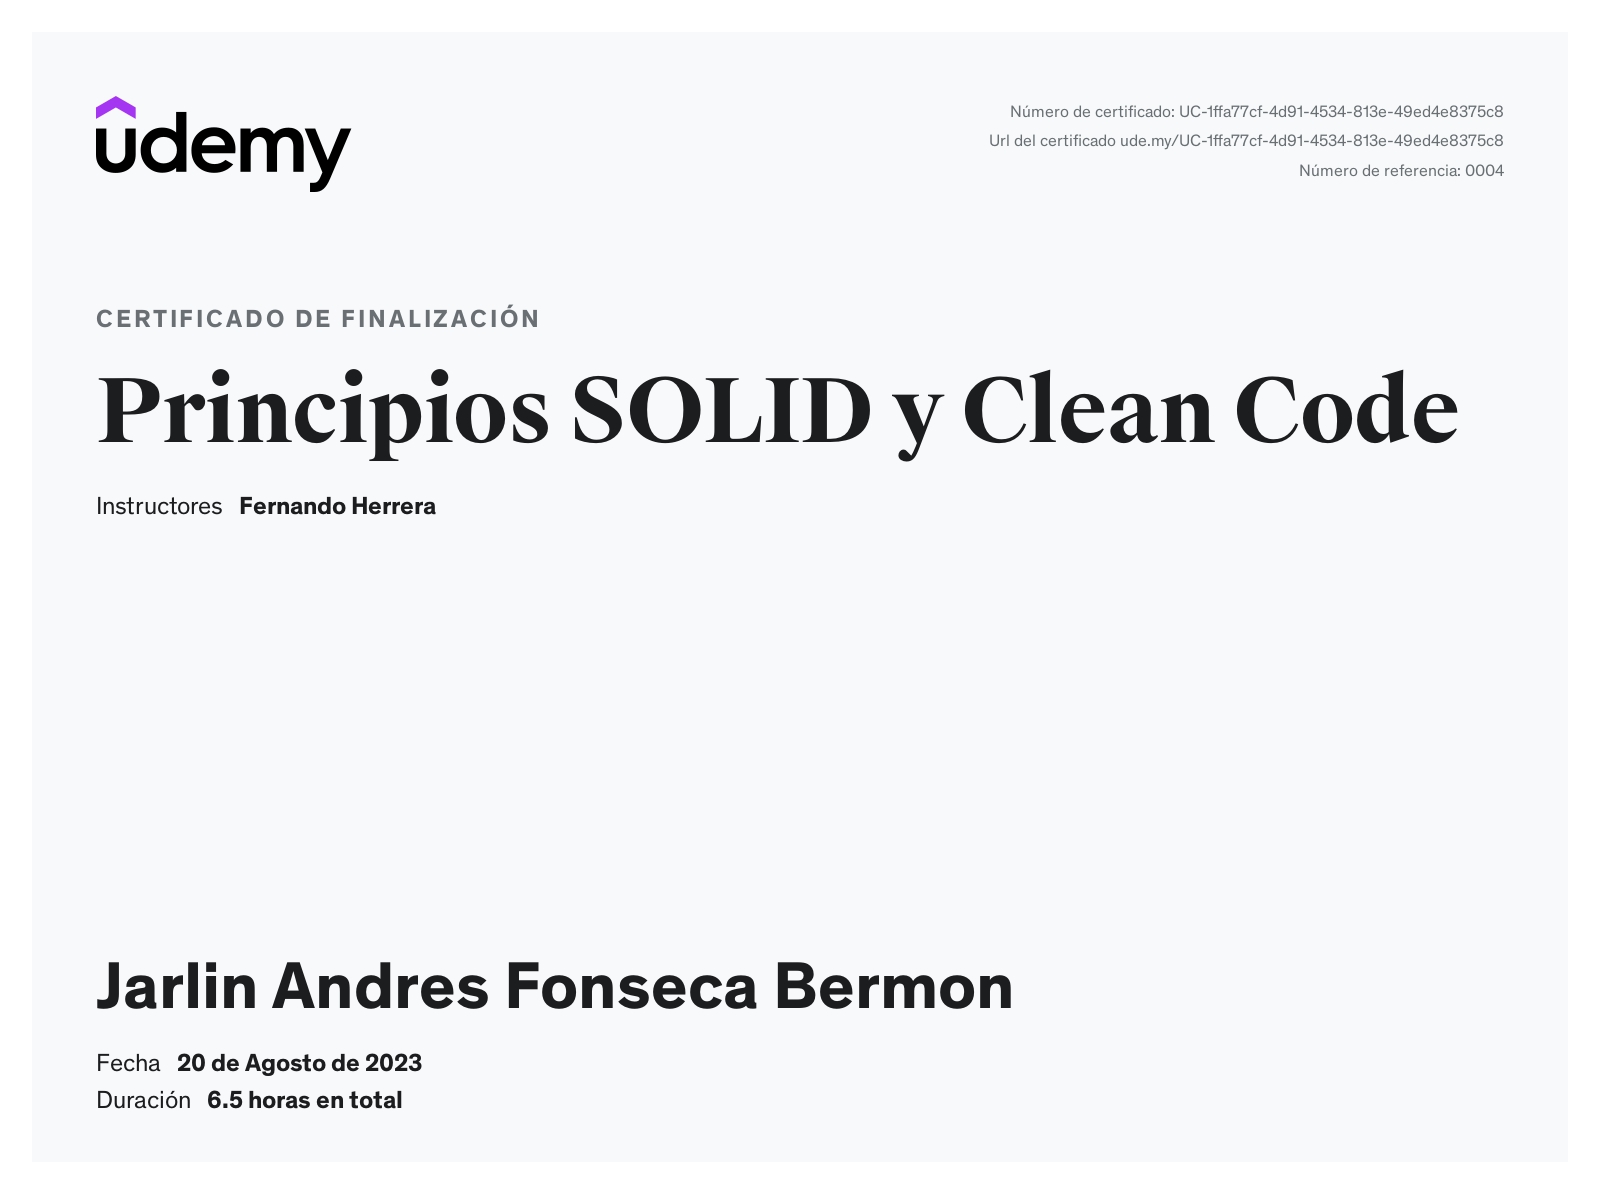 udemy
Número de certificado: UC-1ffa77cf-4d91-4534-813e-49ed4e8375c8
Url del certificado ude.my/UC-1ffa77cf-4d91-4534-813e-49ed4e8375c8
Número de referencia: 0004
CERTIFICADO DE FINALIZACIÓN
Principios SOLID y Clean Code
Instructores Fernando Herrera
Jarlin Andres Fonseca Bermon
Fecha 20 de Agosto de 2023
Duración 6.5 horas en total